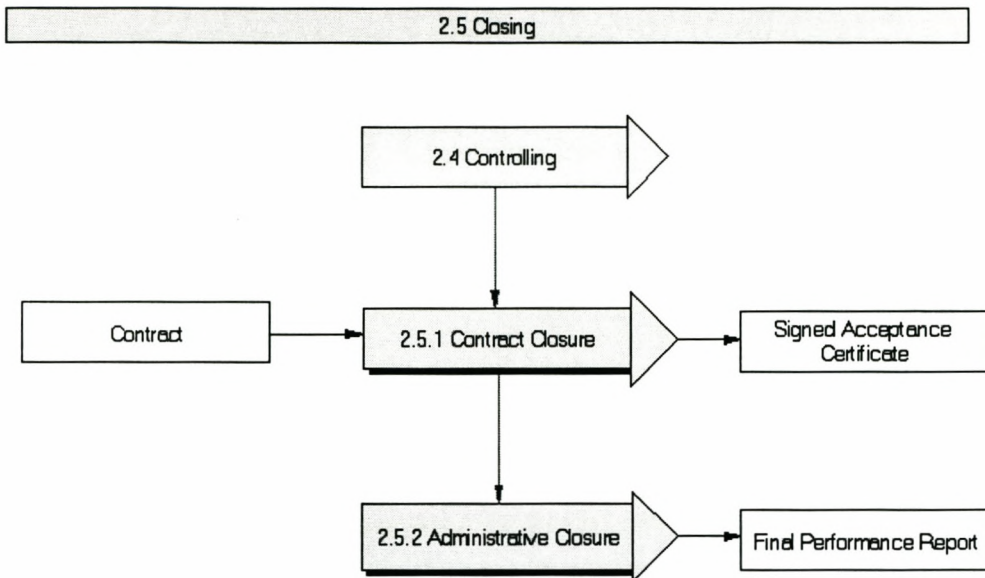 2.5 Closing
2.4 Controlling
Contract
2.5.1 Contract Closure
Signed Acceptance
Certificate
2.5.2 Administrative Closure
Final Performance Report